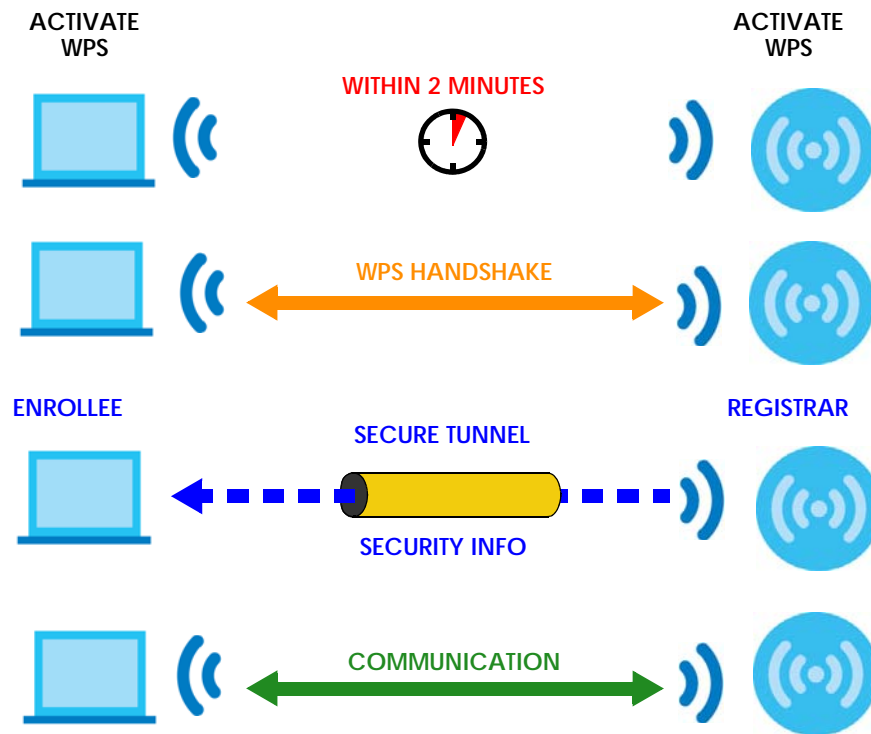 ACTIVATE
WPS
ACTIVATE
WPS
WITHIN 2 MINUTES
WPS HANDSHAKE
ENROLLEE
REGISTRAR
SECURE TUNNEL
SECURITY INFO
COMMUNICATION